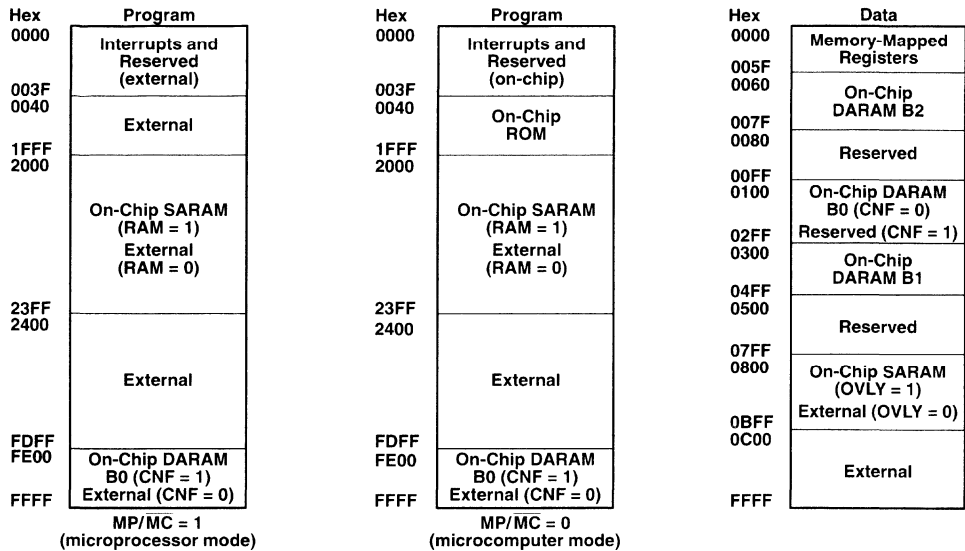 Hex Program
0000
Interrupts and
Reserved
(external)
003F
0040
External
1FFF
2000
On-Chip SARAM
(RAM = 1)
External
(RAM = 0)
23FF
2400
External
FDFF
FE00
On-Chip DARAM
B0 (CNF = 1)
External (CNF = 0)
FFFF
MP/MC = 1
(microprocessor mode)
Hex Program
0000
Interrupts and
Reserved
(on-chip)
003F
0040
On-Chip
ROM
1FFF
2000
On-Chip SARAM
(RAM = 1)
External
(RAM = 0)
23FF
2400
External
FDFF
FE00
On-Chip DARAM
B0 (CNF = 1)
External (CNF = 0)
FFFF
MP/MC = 0
(microcomputer mode)
Hex Data
0000
Memory-Mapped
Registers
005F
0060
On-Chip
DARAM B2
007F
0080
Reserved
00FF
0100
On-Chip DARAM
B0 (CNF = 0)
Reserved (CNF = 1)
02FF
0300
On-Chip
DARAM B1
04FF
0500
Reserved
07FF
0800
On-Chip SARAM
(OVLY = 1)
External (OVLY = 0)
0BFF
0C00
External
FFFF